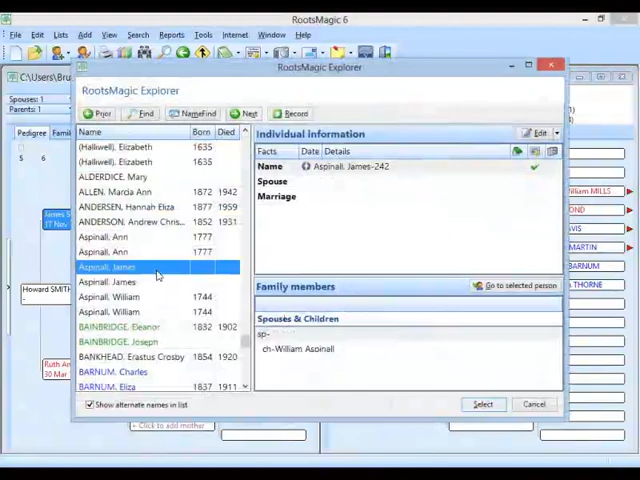 RootsMagic 6
File Edit Lists Add View Search Reports Tools Internet Window Help
C:\Users\Bru
RootsMagic Explorer
Spouses: 1
Parents: 1
RootsMagic Explorer
Prior Find NameFind Next Record
Pedigree Famil
5 6
Name Born Died
(Halliwell), Elizabeth 1635
(Halliwell), Elizabeth 1635
ALDERDICE, Mary
ALLEN, Marcia Ann 1872 1942
ANDERSEN, Hannah Eliza 1877 1959
ANDERSON, Andrew Chris... 1852 1931
Aspinall, Ann 1777
Aspinall, Ann 1777
Aspinall, James
Aspinall, James
Aspinall, William 1744
Aspinall, William 1744
BAINBRIDGE, Eleanor 1832 1902
BAINBRIDGE, Joseph
BANKHEAD, Erastus Crosby 1854 1920
BARNUM, Charles
BARNUM, Eliza 1837 1911
Show alternate names in list
Individual Information Edit
Facts Date Details
Name Aspinall, James-242
Spouse
Marriage
Family members Go to selected person
Spouses & Children
sp-
ch-William Aspinall
Select Cancel
James S
17 Nov
Howard SMITH
-
Ruth A
30 Mar
+ Click to add mother
William MILLS
OND
AVIS
MARTIN
BAUMUND
THORNE